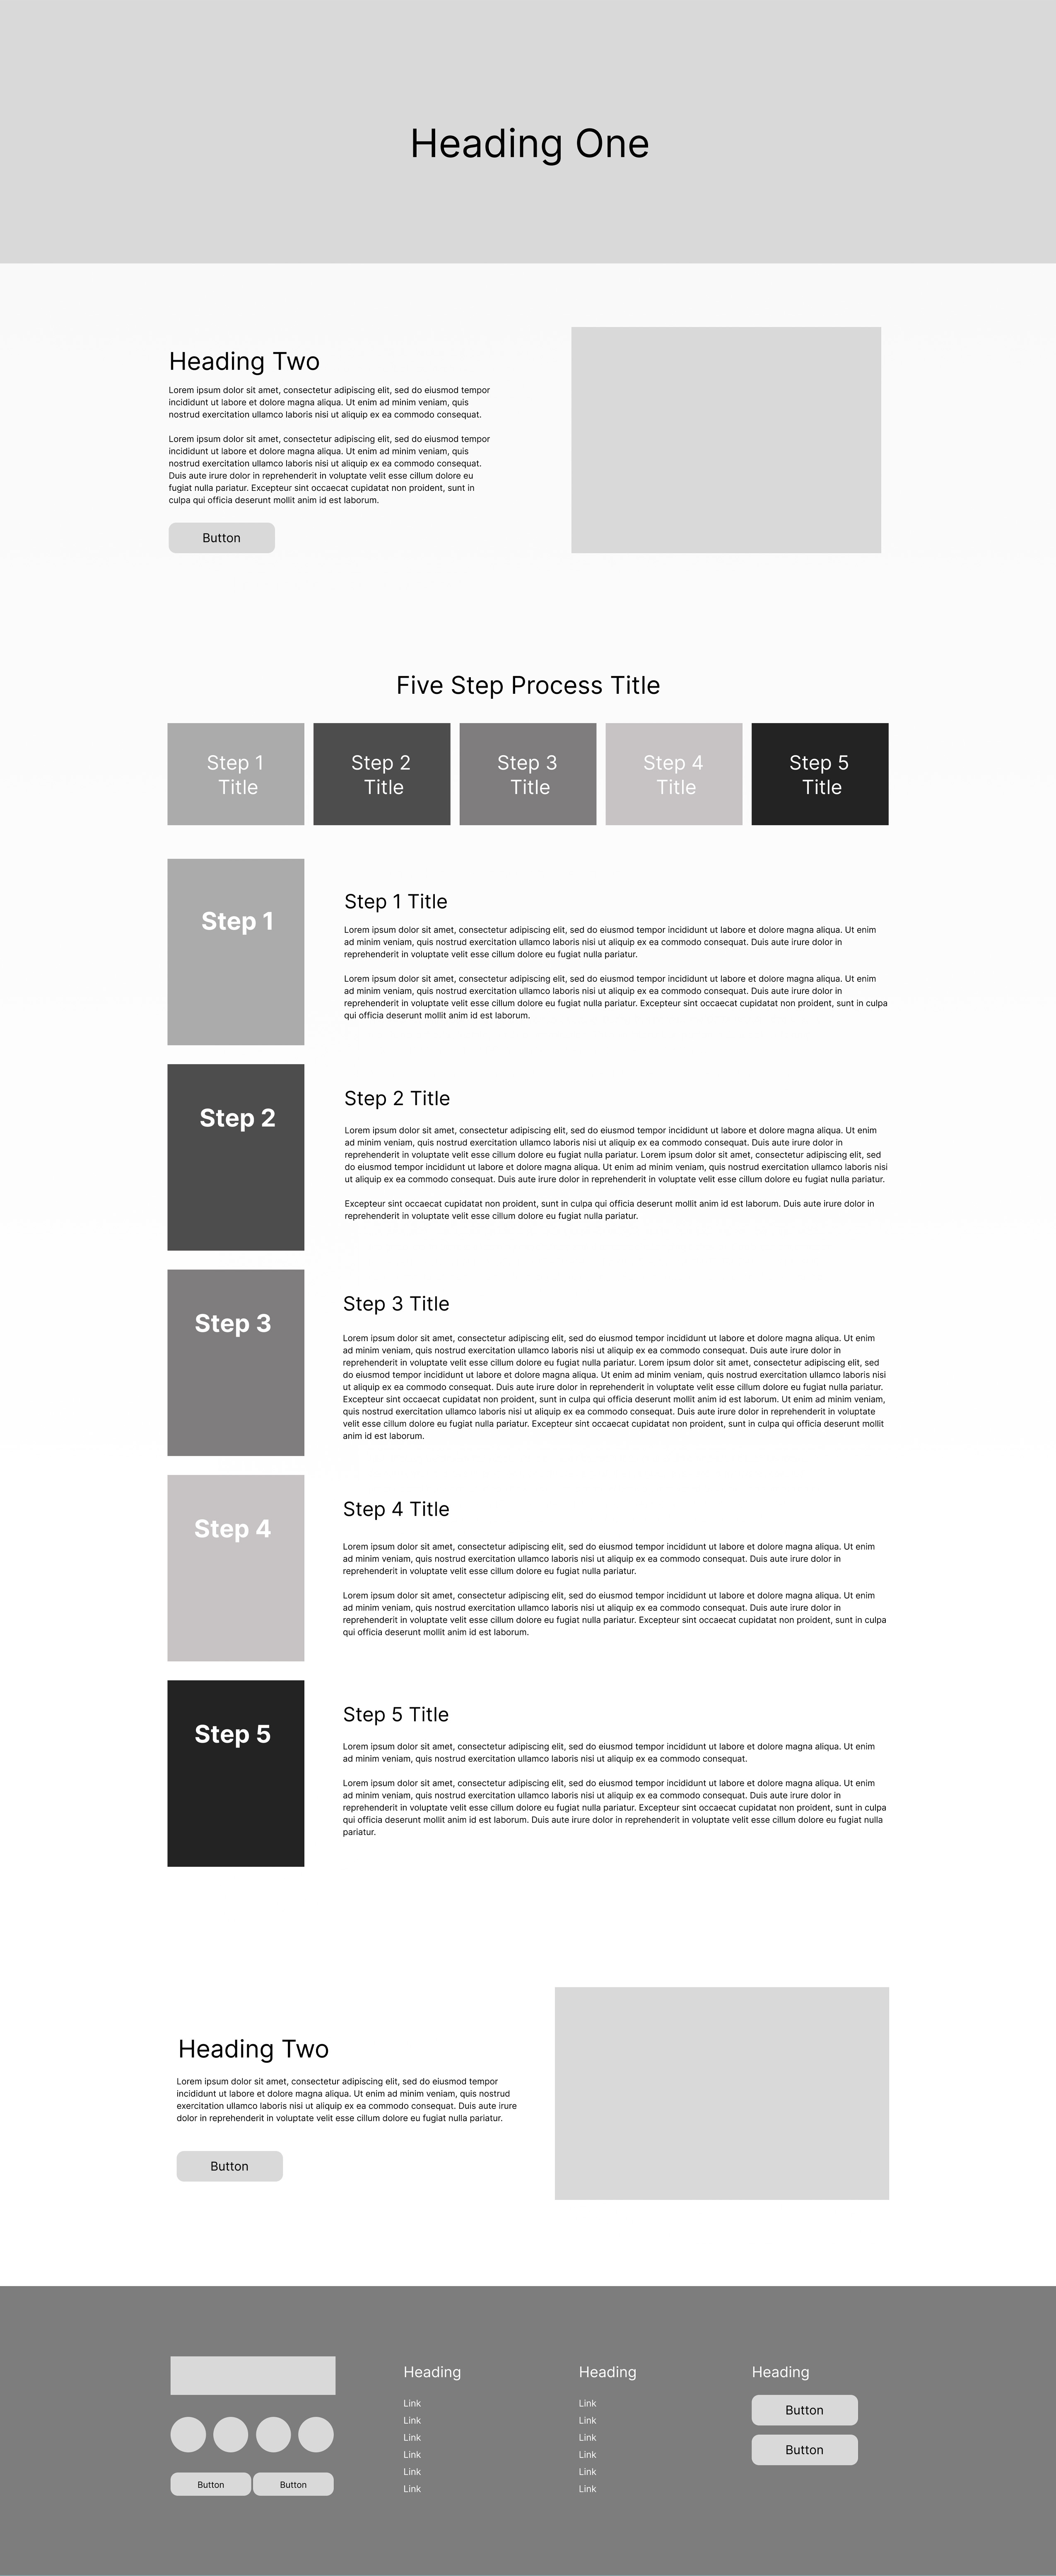 Heading One
Heading Two
Lorem ipsum dolor sit amet, consectetur adipiscing elit, sed do eiusmod tempor
incididunt ut labore et dolore magna aliqua. Ut enim ad minim veniam, quis
nostrud exercitation ullamco laboris nisi ut aliquip ex ea commodo consequat.
Lorem ipsum dolor sit amet, consectetur adipiscing elit, sed do eiusmod tempor
incididunt ut labore et dolore magna aliqua. Ut enim ad minim veniam, quis
nostrud exercitation ullamco laboris nisi ut aliquip ex ea commodo consequat.
Duis aute irure dolor in reprehenderit in voluptate velit esse cillum dolore eu
fugiat nulla pariatur. Excepteur sint occaecat cupidatat non proident, sunt in
culpa qui officia deserunt mollit anim id est laborum.
Button
Five Step Process Title
Step 1
Title
Step 2
Title
Step 3
Title
Step 4
Title
Step 5
Title
Step 1
Step 1 Title
Lorem ipsum dolor sit amet, consectetur adipiscing elit, sed do eiusmod tempor incididunt ut labore et dolore magna aliqua. Ut enim
ad minim veniam, quis nostrud exercitation ullamco laboris nisi ut aliquip ex ea commodo consequat. Duis aute irure dolor in
reprehenderit in voluptate velit esse cillum dolore eu fugiat nulla pariatur.
Lorem ipsum dolor sit amet, consectetur adipiscing elit, sed do eiusmod tempor incididunt ut labore et dolore magna aliqua. Ut enim
ad minim veniam, quis nostrud exercitation ullamco laboris nisi ut aliquip ex ea commodo consequat. Duis aute irure dolor in
reprehenderit in voluptate velit esse cillum dolore eu fugiat nulla pariatur. Excepteur sint occaecat cupidatat non proident, sunt in culpa
qui officia deserunt mollit anim id est laborum.
Step 2
Step 2 Title
Lorem ipsum dolor sit amet, consectetur adipiscing elit, sed do eiusmod tempor incididunt ut labore et dolore magna aliqua. Ut enim
ad minim veniam, quis nostrud exercitation ullamco laboris nisi ut aliquip ex ea commodo consequat. Duis aute irure dolor in
reprehenderit in voluptate velit esse cillum dolore eu fugiat nulla pariatur. Lorem ipsum dolor sit amet, consectetur adipiscing elit, sed
do eiusmod tempor incididunt ut labore et dolore magna aliqua. Ut enim ad minim veniam, quis nostrud exercitation ullamco laboris nisi
ut aliquip ex ea commodo consequat. Duis aute irure dolor in reprehenderit in voluptate velit esse cillum dolore eu fugiat nulla pariatur.
Excepteur sint occaecat cupidatat non proident, sunt in culpa qui officia deserunt mollit anim id est laborum. Duis aute irure dolor in
reprehenderit in voluptate velit esse cillum dolore eu fugiat nulla pariatur.
Step 3
Step 3 Title
Lorem ipsum dolor sit amet, consectetur adipiscing elit, sed do eiusmod tempor incididunt ut labore et dolore magna aliqua. Ut enim
ad minim veniam, quis nostrud exercitation ullamco laboris nisi ut aliquip ex ea commodo consequat. Duis aute irure dolor in
reprehenderit in voluptate velit esse cillum dolore eu fugiat nulla pariatur. Lorem ipsum dolor sit amet, consectetur adipiscing elit, sed
do eiusmod tempor incididunt ut labore et dolore magna aliqua. Ut enim ad minim veniam, quis nostrud exercitation ullamco laboris nisi
ut aliquip ex ea commodo consequat. Duis aute irure dolor in reprehenderit in voluptate velit esse cillum dolore eu fugiat nulla pariatur.
Excepteur sint occaecat cupidatat non proident, sunt in culpa qui officia deserunt mollit anim id est laborum. Ut enim ad minim veniam,
quis nostrud exercitation ullamco laboris nisi ut aliquip ex ea commodo consequat. Duis aute irure dolor in reprehenderit in voluptate
velit esse cillum dolore eu fugiat nulla pariatur. Excepteur sint occaecat cupidatat non proident, sunt in culpa qui officia deserunt mollit
anim id est laborum.
Step 4
Step 4 Title
Lorem ipsum dolor sit amet, consectetur adipiscing elit, sed do eiusmod tempor incididunt ut labore et dolore magna aliqua. Ut enim
ad minim veniam, quis nostrud exercitation ullamco laboris nisi ut aliquip ex ea commodo consequat. Duis aute irure dolor in
reprehenderit in voluptate velit esse cillum dolore eu fugiat nulla pariatur.
Lorem ipsum dolor sit amet, consectetur adipiscing elit, sed do eiusmod tempor incididunt ut labore et dolore magna aliqua. Ut enim
ad minim veniam, quis nostrud exercitation ullamco laboris nisi ut aliquip ex ea commodo consequat. Duis aute irure dolor in
reprehenderit in voluptate velit esse cillum dolore eu fugiat nulla pariatur. Excepteur sint occaecat cupidatat non proident, sunt in culpa
qui officia deserunt mollit anim id est laborum.
Step 5
Step 5 Title
Lorem ipsum dolor sit amet, consectetur adipiscing elit, sed do eiusmod tempor incididunt ut labore et dolore magna aliqua. Ut enim
ad minim veniam, quis nostrud exercitation ullamco laboris nisi ut aliquip ex ea commodo consequat.
Lorem ipsum dolor sit amet, consectetur adipiscing elit, sed do eiusmod tempor incididunt ut labore et dolore magna aliqua. Ut enim
ad minim veniam, quis nostrud exercitation ullamco laboris nisi ut aliquip ex ea commodo consequat. Duis aute irure dolor in
reprehenderit in voluptate velit esse cillum dolore eu fugiat nulla pariatur. Excepteur sint occaecat cupidatat non proident, sunt in culpa
qui officia deserunt mollit anim id est laborum. Duis aute irure dolor in reprehenderit in voluptate velit esse cillum dolore eu fugiat nulla
pariatur.
Heading Two
Lorem ipsum dolor sit amet, consectetur adipiscing elit, sed do eiusmod tempor
incididunt ut labore et dolore magna aliqua. Ut enim ad minim veniam, quis nostrud
exercitation ullamco laboris nisi ut aliquip ex ea commodo consequat. Duis aute irure
dolor in reprehenderit in voluptate velit esse cillum dolore eu fugiat nulla pariatur.
Button
Button
Button
Heading
Link
Link
Link
Link
Link
Link
Heading
Link
Link
Link
Link
Link
Link
Heading
Button
Button